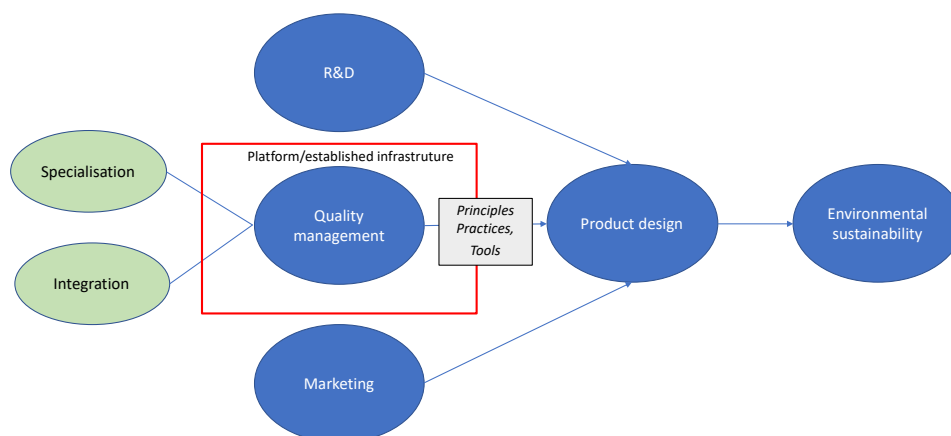 R&D
Platform/established infrastruture
Specialisation
Quality
management
Principles
Practices,
Tools
Product design
Environmental
sustainability
Integration
Marketing